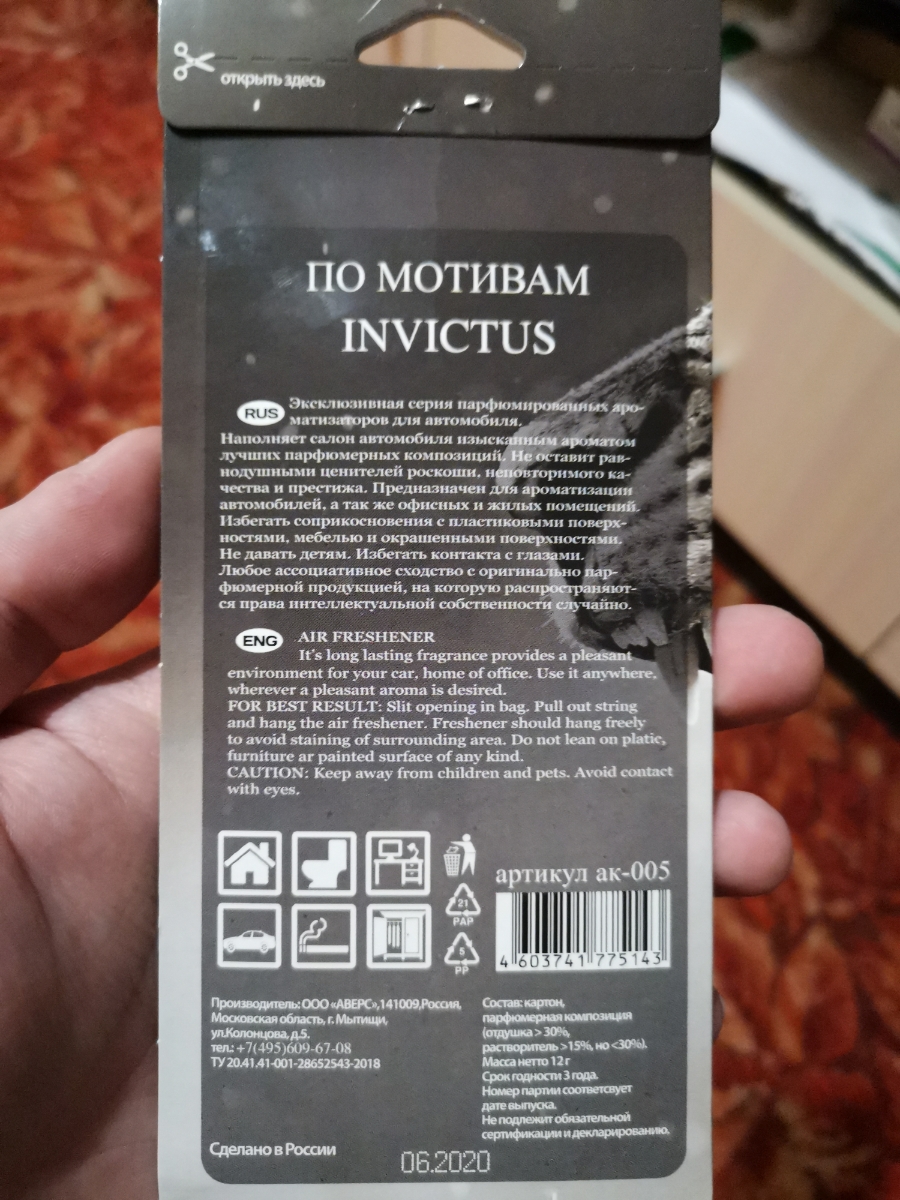 открыть здесь
ПО МОТИВАМ
INVICTUS
RUS Эксклюзивная серия парфюмированных аро-
матизаторов для автомобиля.
Наполняет салон автомобиля изысканным ароматом
лучших парфюмерных композиций. Не оставит рав-
нодушными ценителей роскоши, неповторимого ка-
чества и престижа. Предназначен для ароматизации
автомобилей, а так же офисных и жилых помещений.
Избегать соприкосновения с пластиковыми поверх-
ностями, мебелью и окрашенными поверхностями.
Не давать детям. Избегать контакта с глазами.
Любое ассоциативное сходство с оригинально пар-
фюмерной продукцией, на которую распространяют-
ся права интеллектуальной собственности случайно.
ENG AIR FRESHENER
It's long lasting fragrance provides a pleasant
environment for your car, home of office. Use it anywhere,
wherever a pleasant aroma is desired.
FOR BEST RESULT: Slit opening in bag. Pull out string
and hang the air freshener. Freshener should hang freely
to avoid staining of surrounding area. Do not lean on platic,
furniture ar painted surface of any kind.
CAUTION: Keep away from children and pets. Avoid contact
with eyes.
артикул ак-005
21
PAP
5
PP
4 603741 775143
Производитель: ООО «АВЕРС»,141009,Россия,
Московская область, г. Мытищи,
ул.Колонцова, д.5.
тел.: +7(495)609-67-08
ТУ 20.41.41-001-28652543-2018
Состав: картон,
парфюмерная композиция
(отдушка > 30%,
растворитель >15%, но <30%).
Масса нетто 12 г
Срок годности 3 года.
Номер партии соответсвует
дате выпуска.
Не подлежит обязательной
сертификации и декларированию.
Сделано в России
06.2020